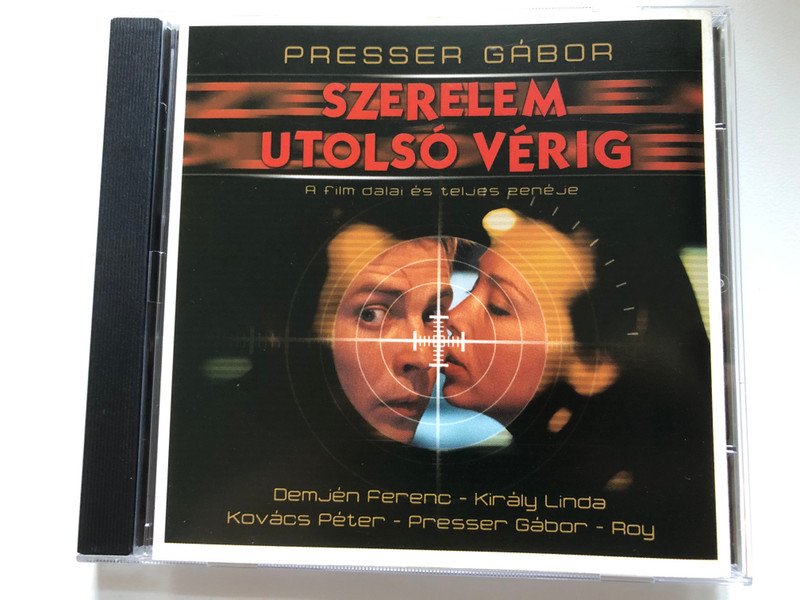 PRESSER GÁBOR
SZERELEM
UTOLSÓ VÉRIG
A film dalai és teljes zenéje
Demjén Ferenc - Király Linda
Kovács Péter - Presser Gábor - Roy